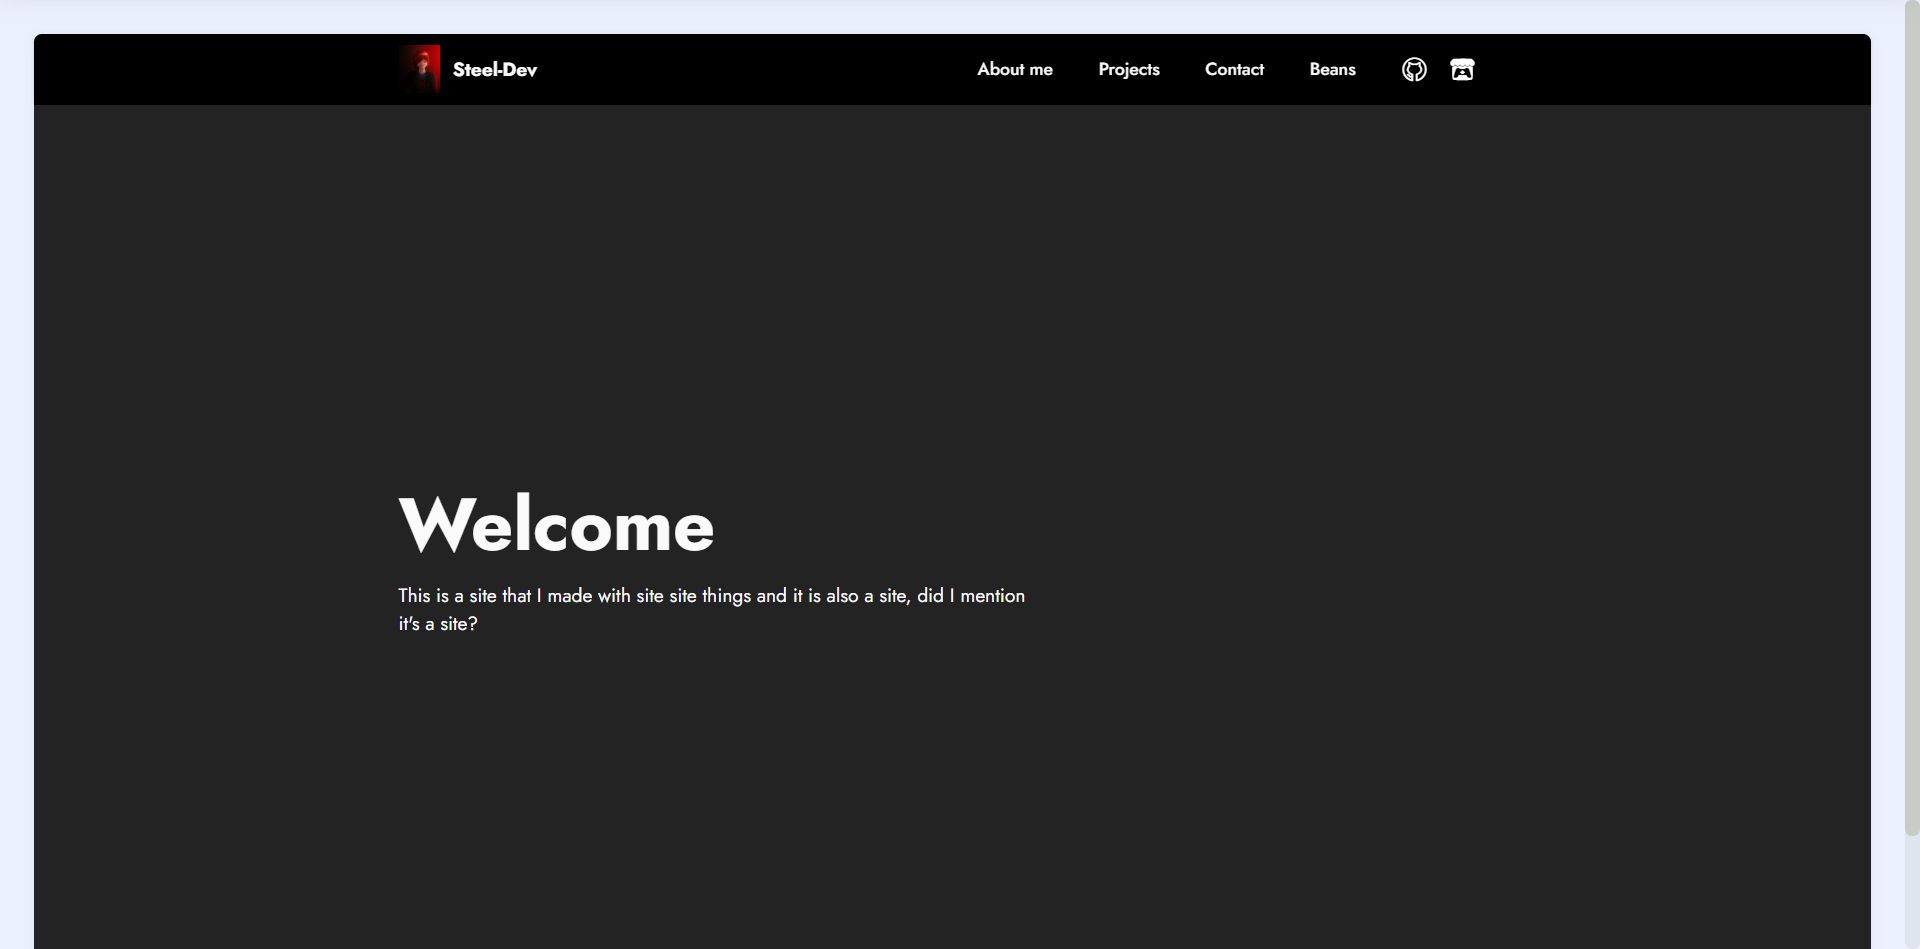 Steel-Dev
About me
Projects
Contact
Beans
Welcome
This is a site that I made with site site things and it is also a site, did I mention
it's a site?